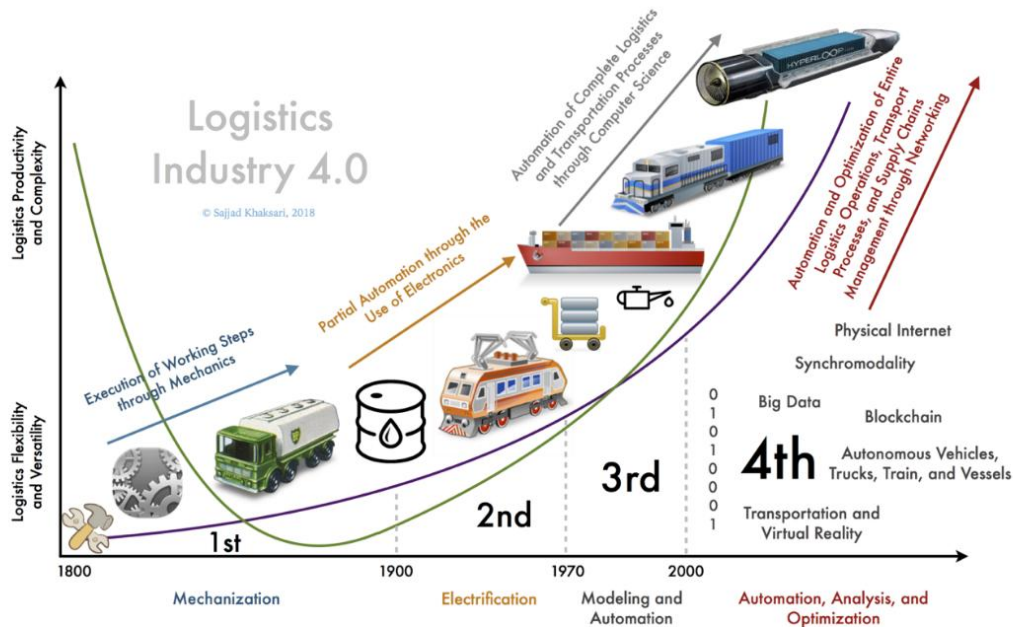 Logistics
Industry 4.0
© Sajjad Khaksari, 2018
Logistics Productivity
and Complexity
Logistics Flexibility
and Versatility
Execution of Working Steps
through Mechanics
Partial Automation through the
Use of Electronics
Automation of Complete Logistics
and Transportation Processes
through Computer Science
HYPERLOOP
Automation and Optimization of Entire
Logistics Operations, Transport
Processes, and Supply Chains
Management through Networking
Physical Internet
Synchromodality
Big Data
Blockchain
4th
Autonomous Vehicles,
Trucks, Train, and Vessels
Transportation and
Virtual Reality
0
1
0
1
0
0
0
1
1st
2nd
3rd
1800
1900
1970
2000
Mechanization
Electrification
Modeling and
Automation
Automation, Analysis, and
Optimization